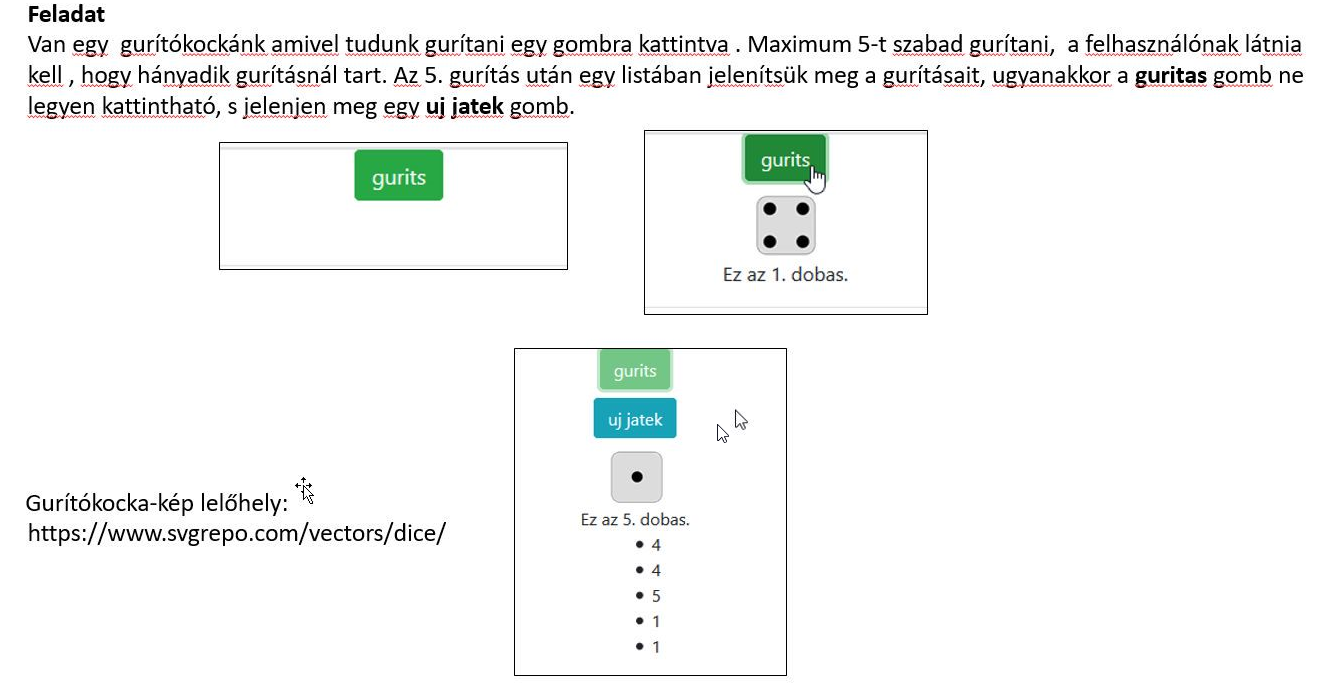 Feladat
Van egy gurítókockánk amivel tudunk gurítani egy gombra kattintva . Maximum 5-t szabad gurítani, a felhasználónak látnia
kell , hogy hányadik gurításnál tart. Az 5. gurítás után egy listában jelenítsük meg a gurításait, ugyanakkor a guritas gomb ne
legyen kattintható, s jelenjen meg egy uj jatek gomb.
gurits
gurits
Ez az 1. dobas.
gurits
uj jatek
Ez az 5. dobas.
• 4
• 4
• 5
• 1
• 1
Gurítókocka-kép lelőhely:
https://www.svgrepo.com/vectors/dice/